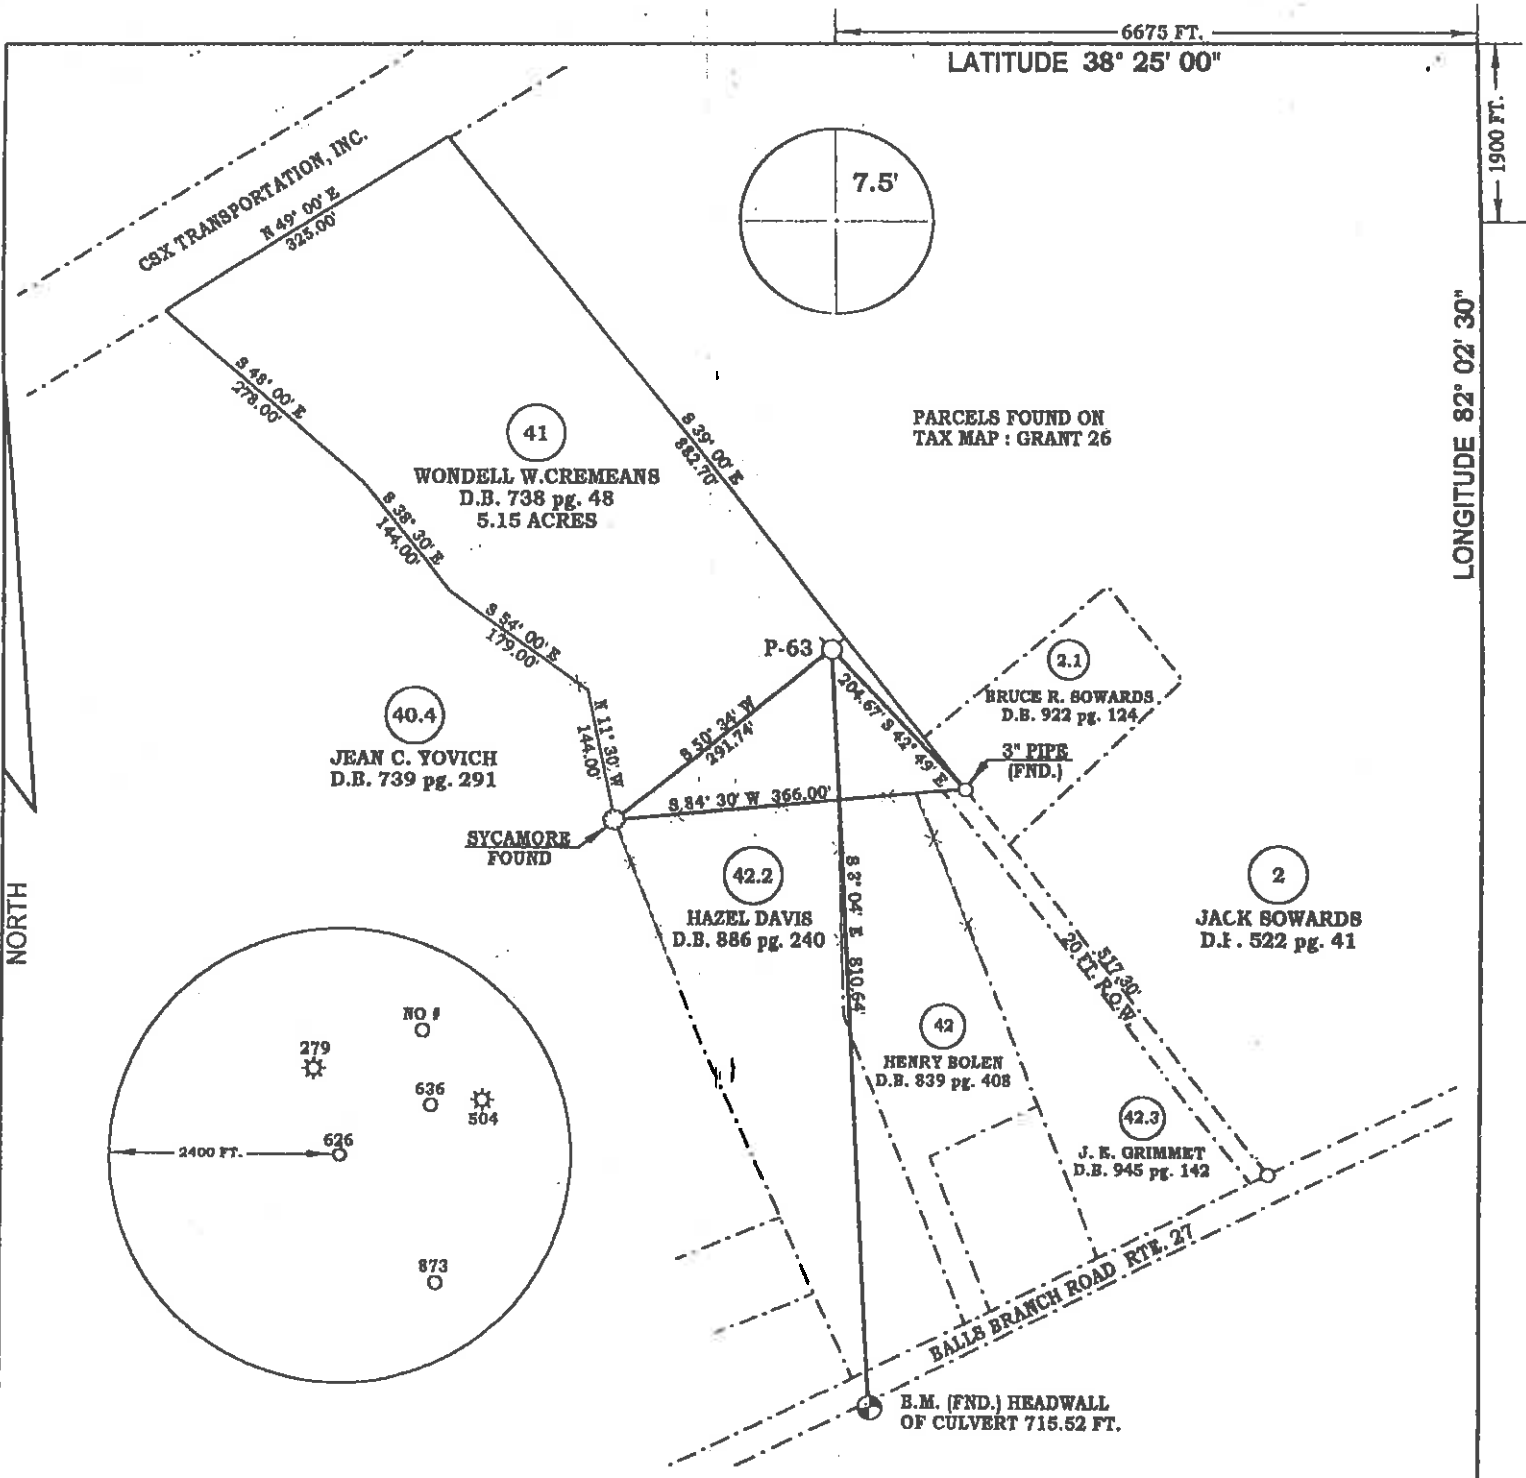 6675 FT.
LATITUDE 38° 25' 00"
1900 FT.
LONGITUDE 82° 02' 30"
7.5'
CSX TRANSPORTATION, INC.
N 49° 00' E
325.00'
S 48° 00' E
278.00'
S 38° 30' E
144.00'
S 54° 00' E
179.00'
N 11° 30' W
144.00'
S 39° 00' E
882.70'
41
WONDELL W.CREMEANS
D.B. 738 pg. 48
5.15 ACRES
PARCELS FOUND ON
TAX MAP : GRANT 26
P-63
S 50° 34' W
291.74'
204.67' S 42° 49' E
S 84° 30' W 366.00'
2.1
BRUCE R. SOWARDS
D.B. 922 pg. 124
3" PIPE
(FND.)
40.4
JEAN C. YOVICH
D.B. 739 pg. 291
SYCAMORE
FOUND
42.2
HAZEL DAVIS
D.B. 886 pg. 240
S 2° 04' E 810.64'
2
JACK SOWARDS
522 pg. 41
517.30'
20 FT. R.O.W
42
HENRY BOLEN
D.B. 839 pg. 408
42.3
J. E. GRIMMET
D.B. 945 pg. 142
NORTH
NO #
279
636
504
626
2400 FT.
873
BALLS BRANCH ROAD RTE. 27
B.M. (FND.) HEADWALL
OF CULVERT 715.52 FT.